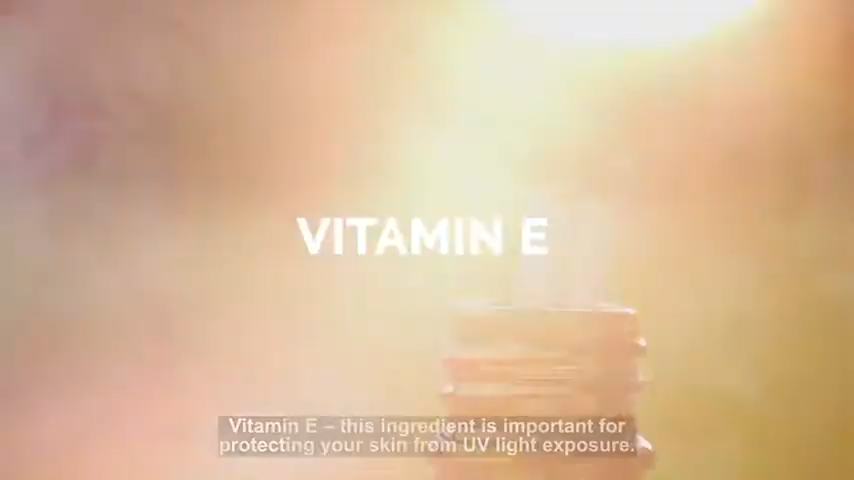 VITAMIN E
Vitamin E – this ingredient is important for
protecting your skin from UV light exposure.